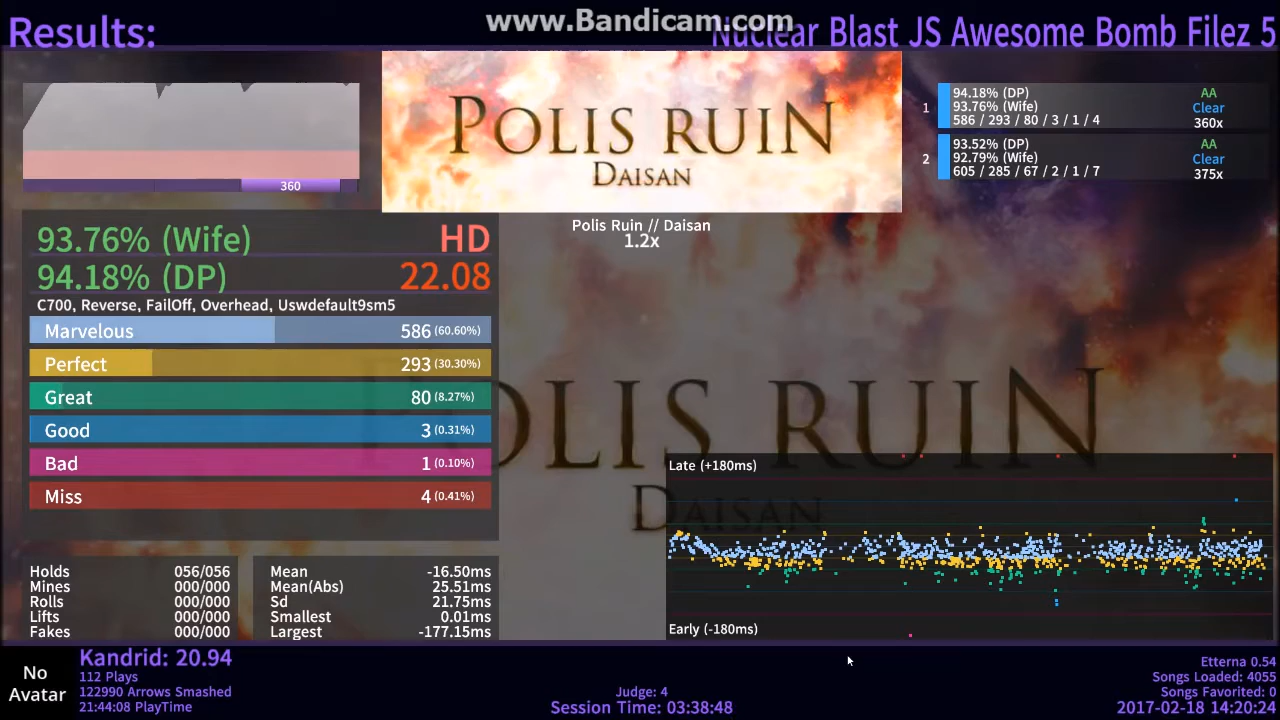 www.Bandicam.com
Results:
Nuclear Blast JS Awesome Bomb Filez 5
360
POLIS RUIN
DAISAN
Polis Ruin // Daisan
1.2x
1
94.18% (DP)
AA
93.76% (Wife)
Clear
586 / 293 / 80 / 3 / 1 / 4
360x
2
93.52% (DP)
AA
92.79% (Wife)
Clear
605 / 285 / 67 / 2 / 1 / 7
375x
93.76% (Wife) HD
94.18% (DP) 22.08
C700, Reverse, FailOff, Overhead, Uswdefault9sm5
Marvelous 586 (60.60%)
Perfect 293 (30.30%)
Great 80 (8.27%)
Good 3 (0.31%)
Bad 1 (0.10%)
Miss 4 (0.41%)
POLIS RUIN
DAISAN
Holds 056/056
Mines 000/000
Rolls 000/000
Lifts 000/000
Fakes 000/000
Mean -16.50ms
Mean(Abs) 25.51ms
Sd 21.75ms
Smallest 0.01ms
Largest -177.15ms
Late (+180ms)
Early (-180ms)
No
Avatar
Kandrid: 20.94
112 Plays
122990 Arrows Smashed
21:44:08 PlayTime
Judge: 4
Session Time: 03:38:48
Etterna 0.54
Songs Loaded: 4055
Songs Favorited: 0
2017-02-18 14:20:24